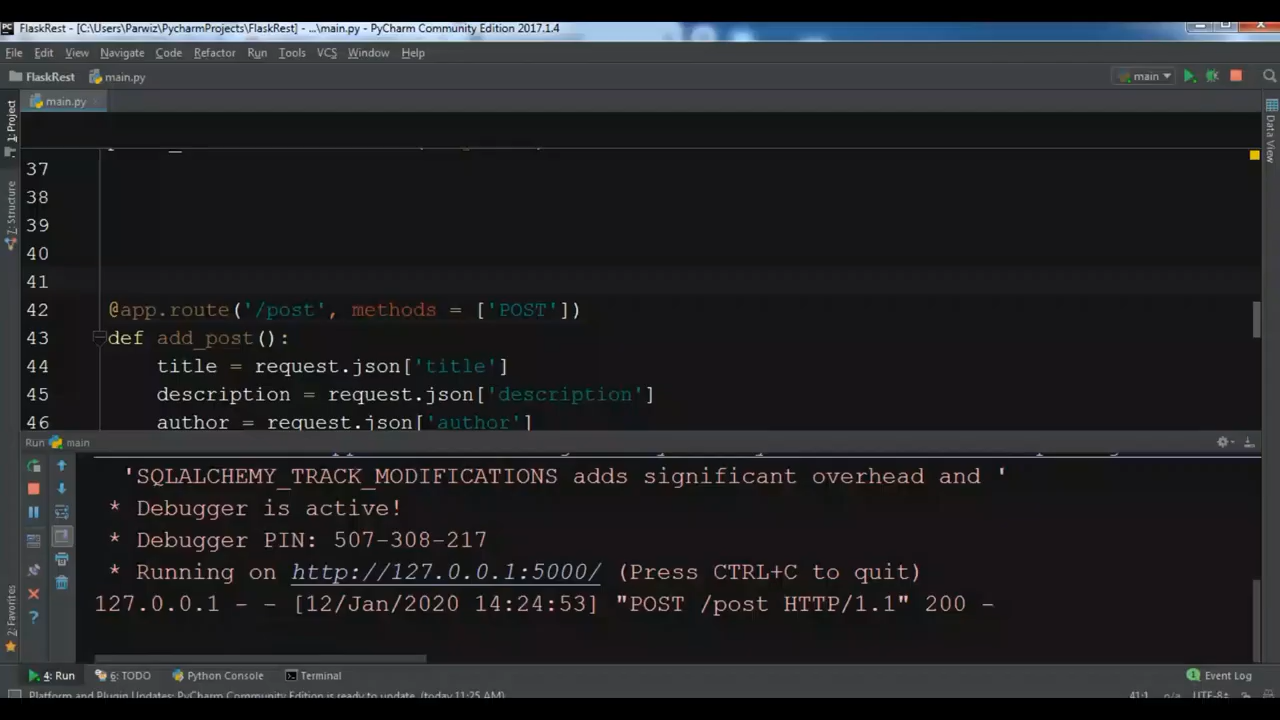 FlaskRest - [C:\Users\Parwiz\PycharmProjects\FlaskRest] - ...\main.py - PyCharm Community Edition 2017.1.4
File Edit View Navigate Code Refactor Run Tools VCS Window Help
FlaskRest main.py main
main.py
1: Project
7: Structure
2: Favorites
Data View
37
38
39
40
41
42 @app.route('/post', methods = ['POST'])
43 def add_post():
44 title = request.json['title']
45 description = request.json['description']
46 author = request.json['author']
Run main
'SQLALCHEMY_TRACK_MODIFICATIONS adds significant overhead and '
* Debugger is active!
* Debugger PIN: 507-308-217
* Running on http://127.0.0.1:5000/ (Press CTRL+C to quit)
127.0.0.1 - - [12/Jan/2020 14:24:53] "POST /post HTTP/1.1" 200 -
4: Run 6: TODO Python Console Terminal Event Log
Platform and Plugin Updates: PyCharm Community Edition is ready to update. (today 11:25 AM) 41:1 n/a UTF-8